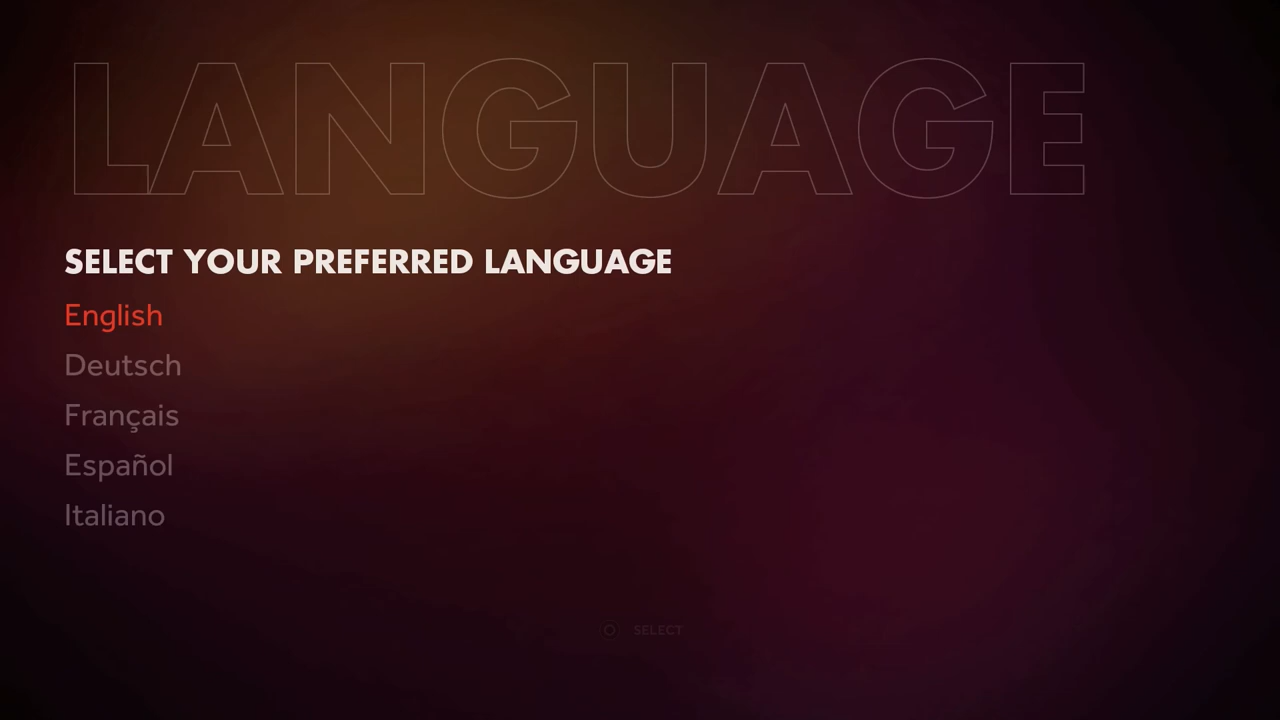 LANGUAGE
SELECT YOUR PREFERRED LANGUAGE
English
Deutsch
Français
Español
Italiano
SELECT